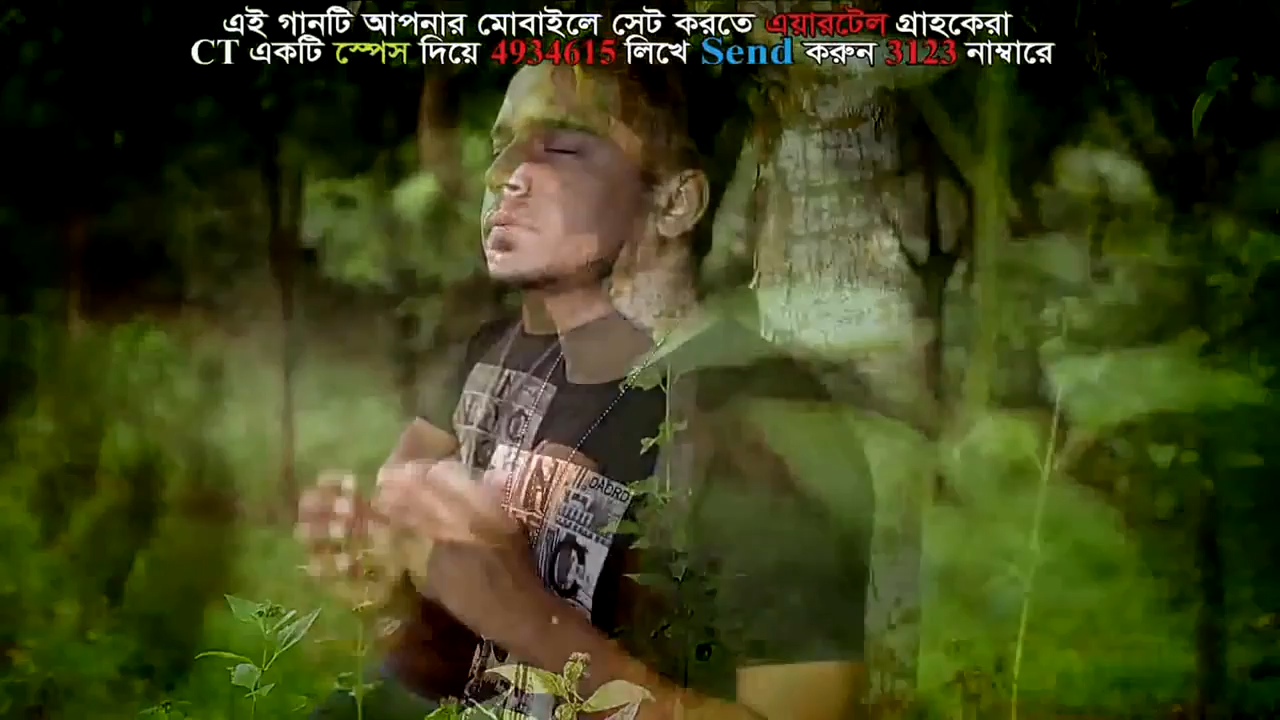 এই গানটি আপনার মোবাইলে সেট করতে এয়ারটেল গ্রাহকেরা
CT একটি স্পেস দিয়ে 4934615 লিখে Send করুন 3123 নাম্বারে